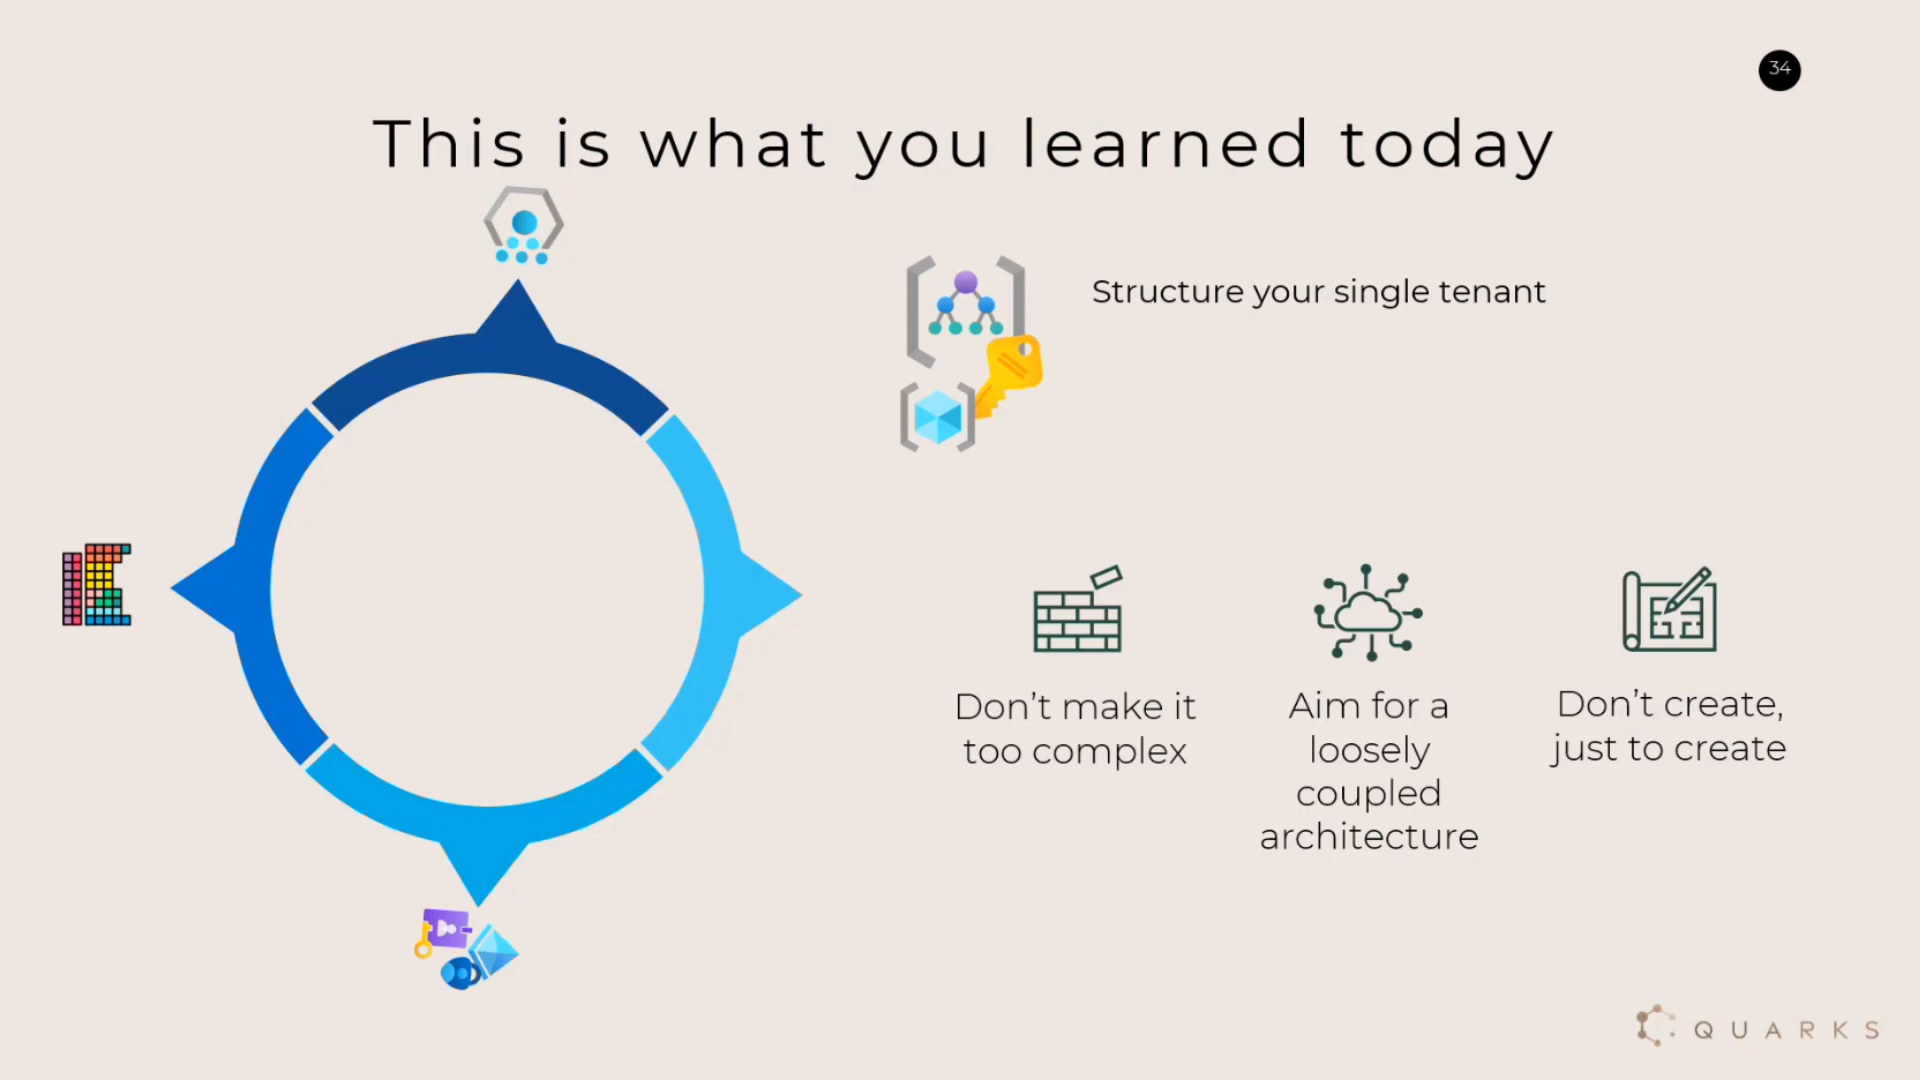 34
This is what you learned today
Structure your single tenant
Don’t make it
too complex
Aim for a
loosely
coupled
architecture
Don’t create,
just to create
QUARKS